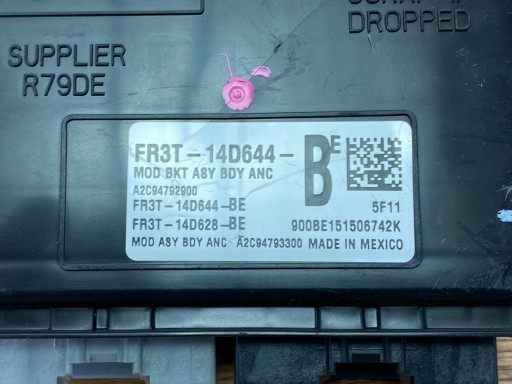 SUPPLIER
R79DE
DROPPED
FR3T-14D644-BE
MOD BKT ASY BDY ANC
A2C94792900
FR3T-14D644-BE 5F11
FR3T-14D628-BE 900BE151506742K
MOD ASY BDY ANC A2C94793300 MADE IN MEXICO